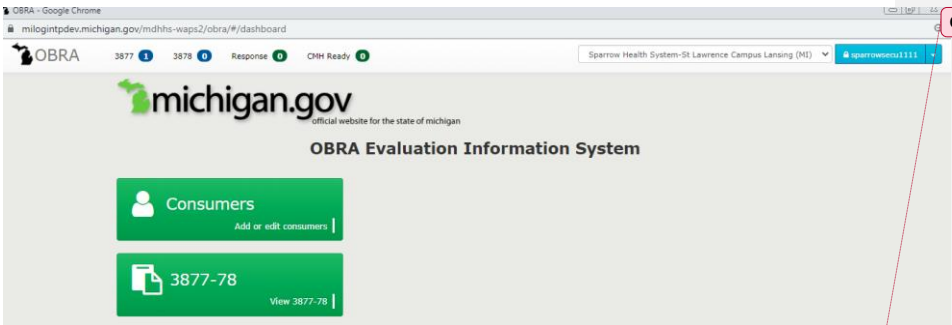 OBRA - Google Chrome
milogintpdev.michigan.gov/mdhhs-waps2/obra/#/dashboard
OBRA 3877 1 3878 0 Response 0 CMH Ready 0 Sparrow Health System-St Lawrence Campus Lansing (MI) sparrowsecu1111
michigan.gov
official website for the state of michigan
OBRA Evaluation Information System
Consumers
Add or edit consumers
3877-78
View 3877-78